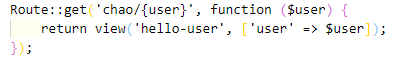 Route::get('chao/{user}', function ($user) {
    return view('hello-user', ['user' => $user]);
});